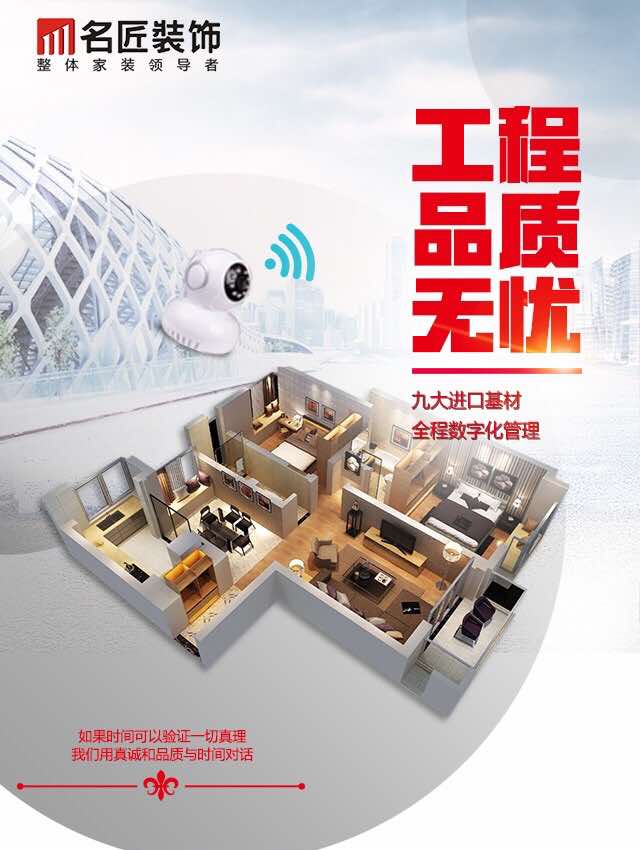 名匠装饰
整体家装领导者
工程
品质
无忧
九大进口基材
全程数字化管理
如果时间可以验证一切真理
我们用真诚和品质与时间对话